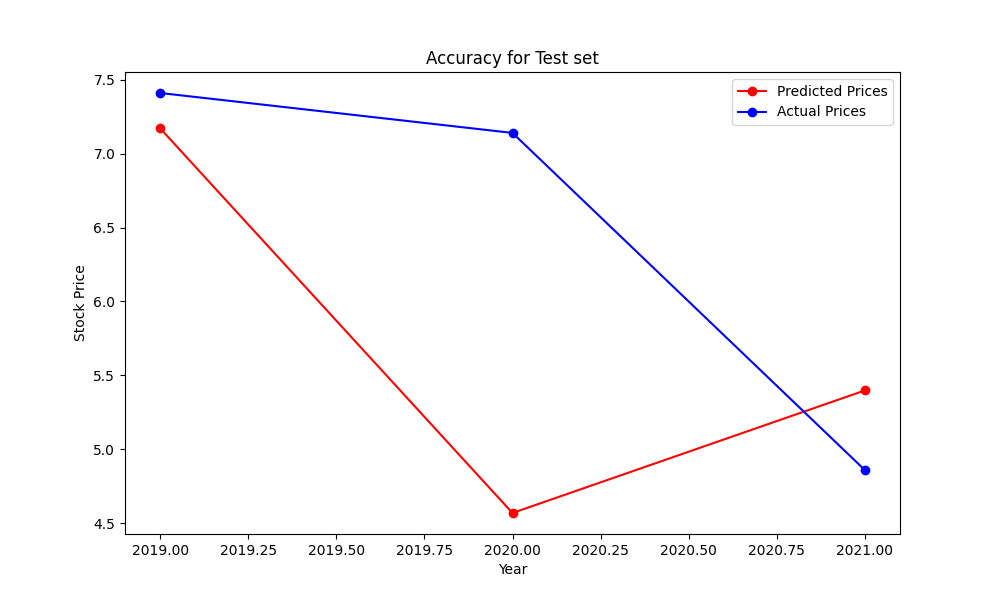 Accuracy for Test set
Predicted Prices
Actual Prices
Stock Price
7.5
7.0
6.5
6.0
5.5
5.0
4.5
2019.00 2019.25 2019.50 2019.75 2020.00 2020.25 2020.50 2020.75 2021.00
Year